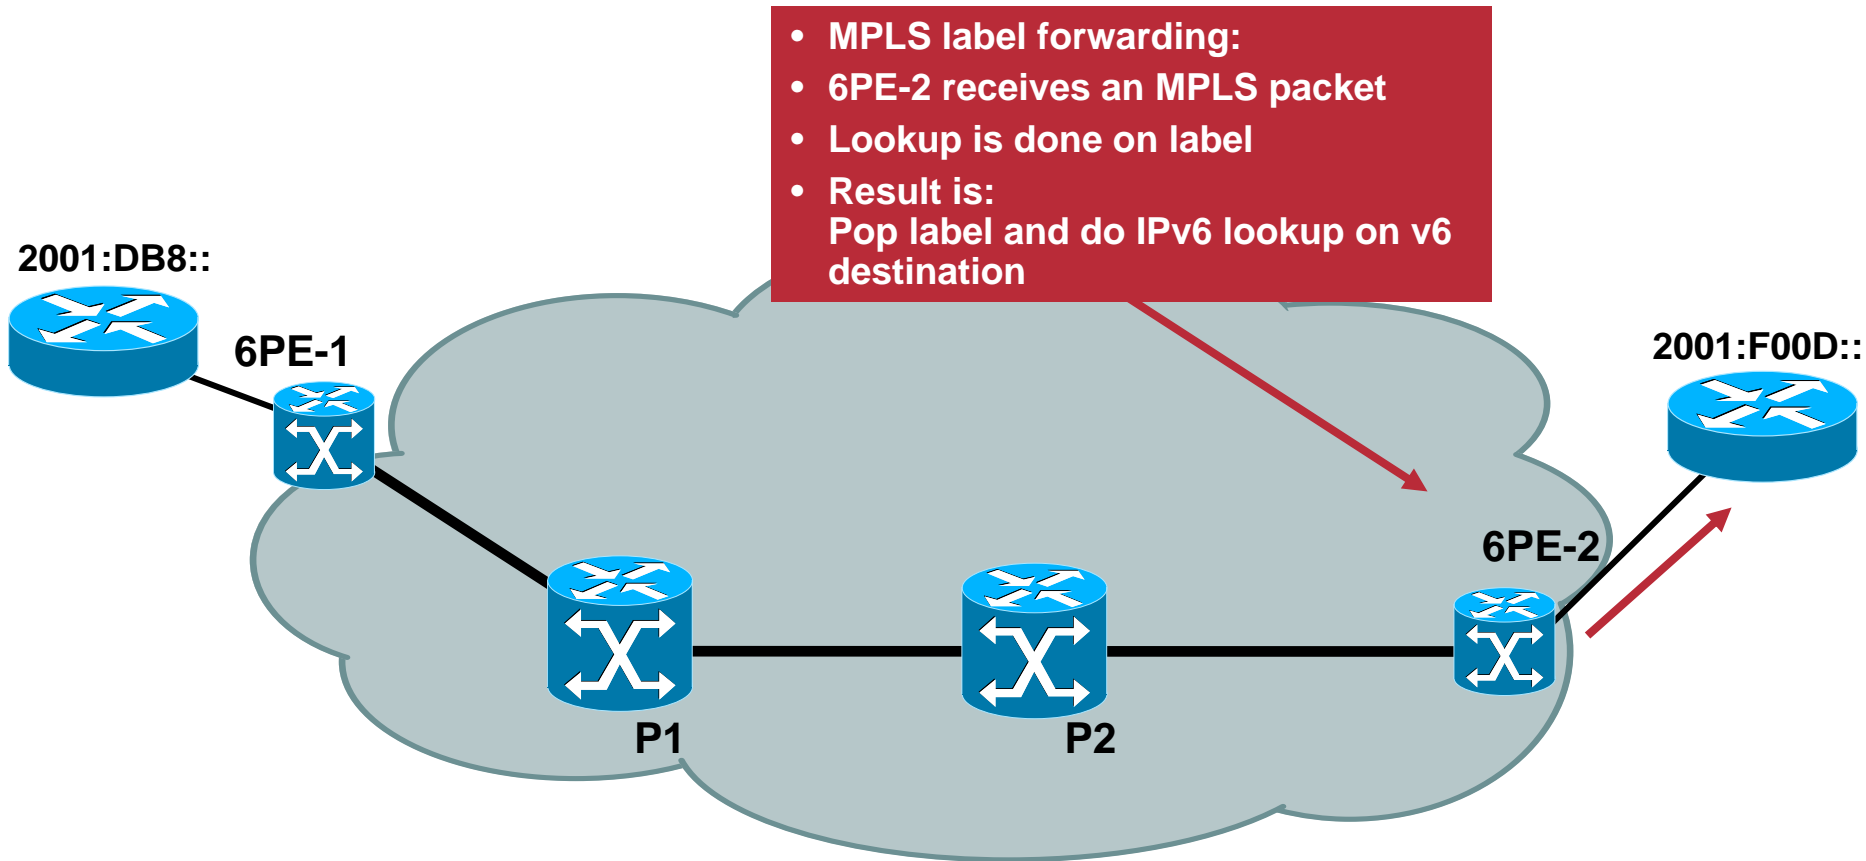 • MPLS label forwarding:
• 6PE-2 receives an MPLS packet
• Lookup is done on label
• Result is:
Pop label and do IPv6 lookup on v6
destination
2001:DB8::
6PE-1
2001:F00D::
6PE-2
P1
P2